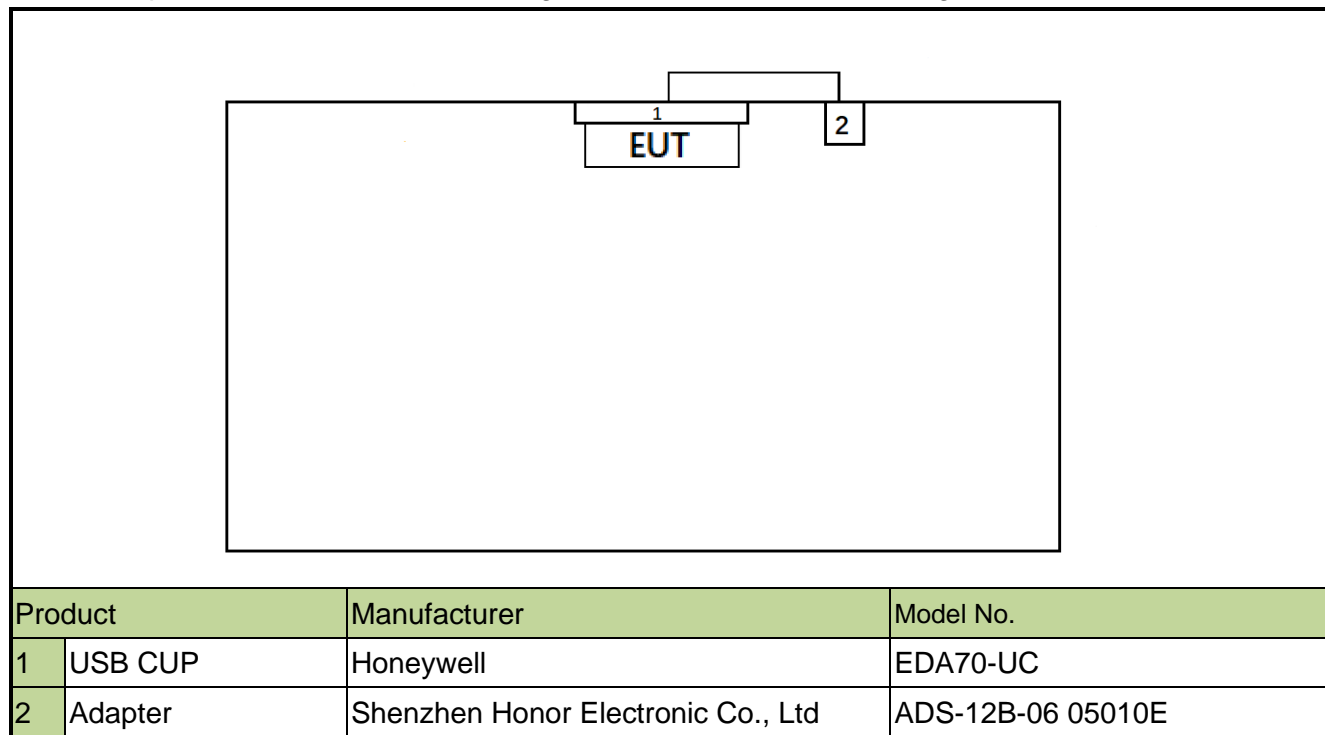 1
EUT
2
Product Manufacturer Model No.
1 USB CUP Honeywell EDA70-UC
2 Adapter Shenzhen Honor Electronic Co., Ltd ADS-12B-06 05010E